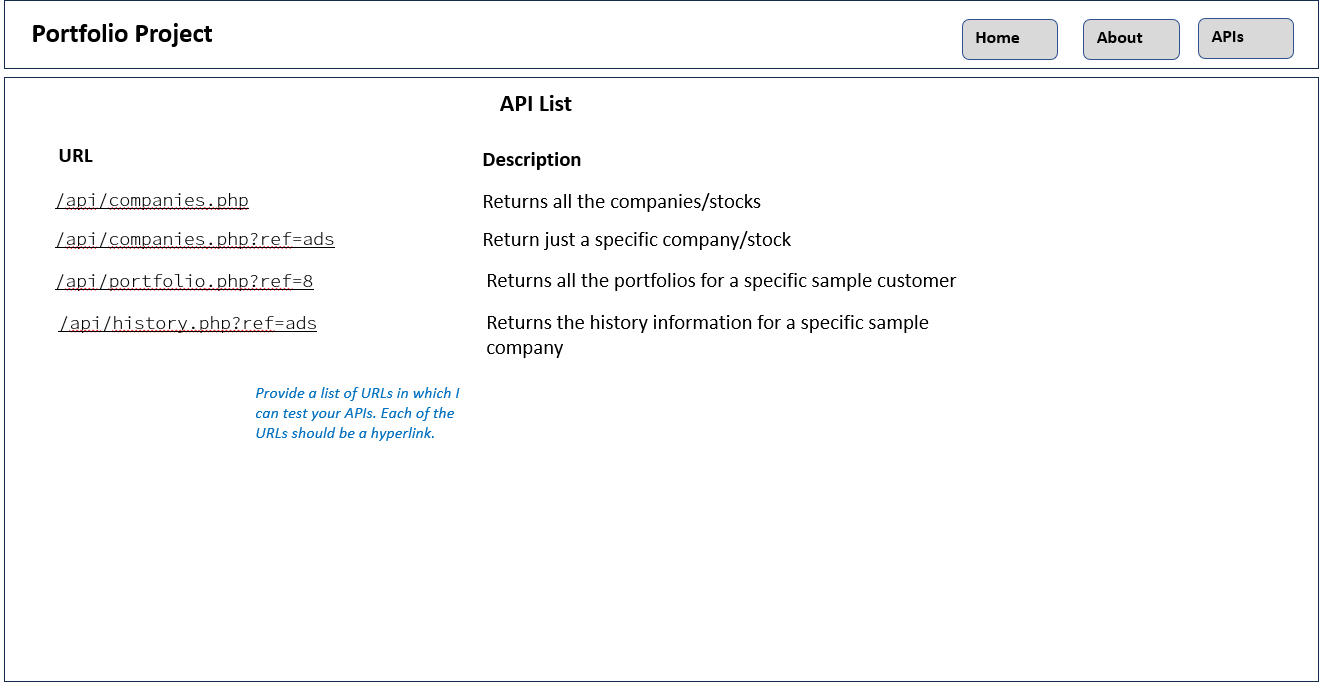 Portfolio Project
Home
About
APIs
API List
URL
Description
/api/companies.php
Returns all the companies/stocks
/api/companies.php?ref=ads
Return just a specific company/stock
/api/portfolio.php?ref=8
Returns all the portfolios for a specific sample customer
/api/history.php?ref=ads
Returns the history information for a specific sample
company
Provide a list of URLs in which I
can test your APIs. Each of the
URLs should be a hyperlink.